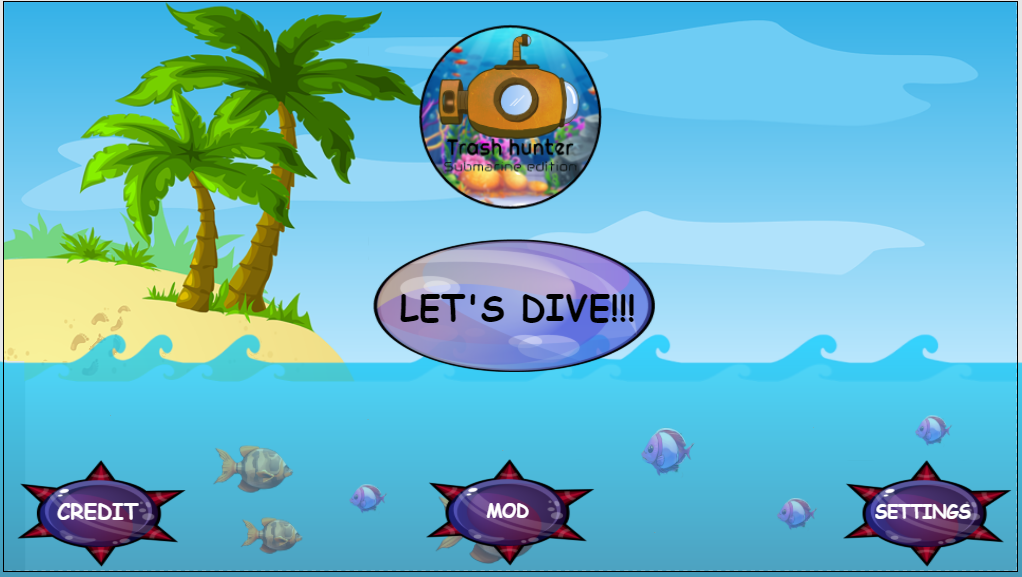 Trash hunter
Submarine edition
LET'S DIVE!!!
CREDIT
MOD
SETTINGS